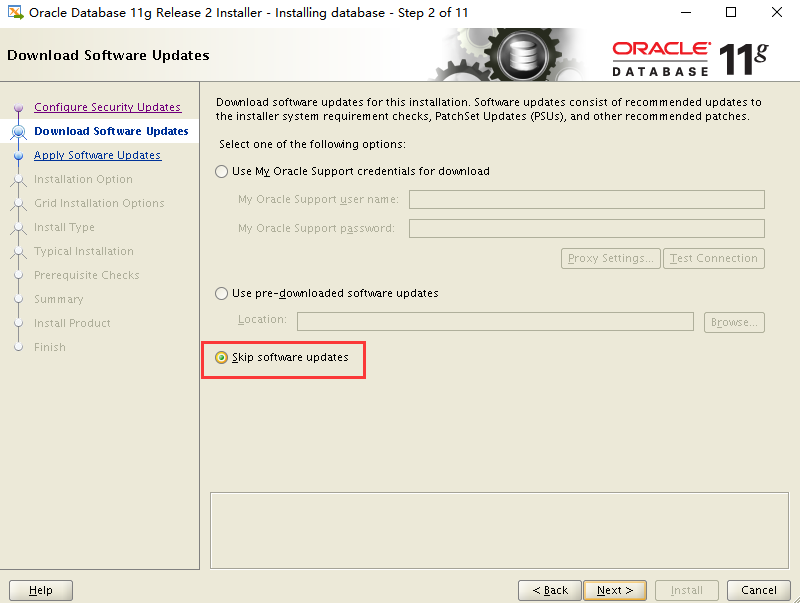 Oracle Database 11g Release 2 Installer - Installing database - Step 2 of 11
Download Software Updates
ORACLE
DATABASE 11g
Configure Security Updates
Download Software Updates
Apply Software Updates
Installation Option
Grid Installation Options
Install Type
Typical Installation
Prerequisite Checks
Summary
Install Product
Finish
Download software updates for this installation. Software updates consist of recommended updates to
the installer system requirement checks, PatchSet Updates (PSUs), and other recommended patches.
Select one of the following options:
Use My Oracle Support credentials for download
My Oracle Support user name:
My Oracle Support password:
Proxy Settings... Test Connection
Use pre-downloaded software updates
Location: Browse...
Skip software updates
Help < Back Next > Install Cancel